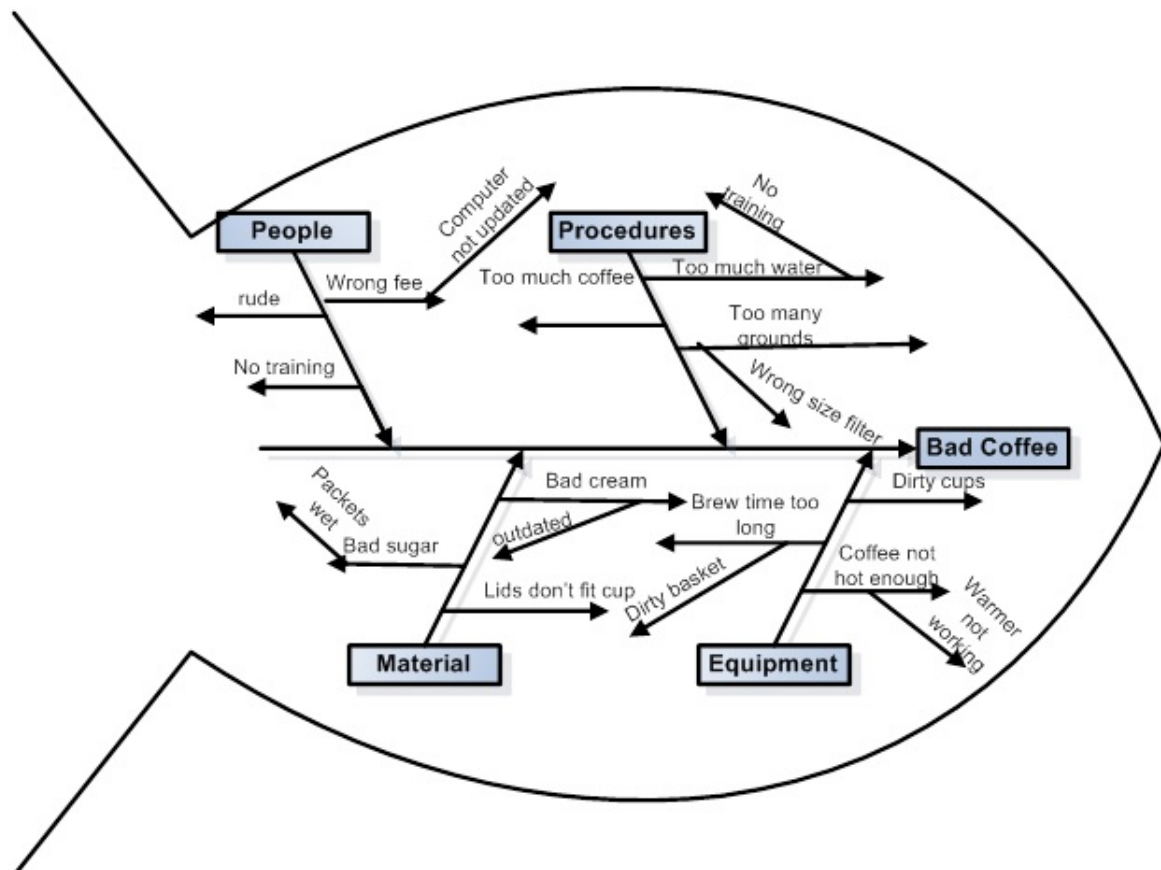 People
Procedures
Computer
not updated
No
training
Wrong fee
Too much coffee
Too much water
rude
Too many
grounds
No training
Wrong size filter
Bad Coffee
Packets
wet
Bad cream
outdated
Bad sugar
Lids don't fit cup
Brew time too
long
Dirty basket
Dirty cups
Coffee not
hot enough
Warmer
not
working
Material
Equipment